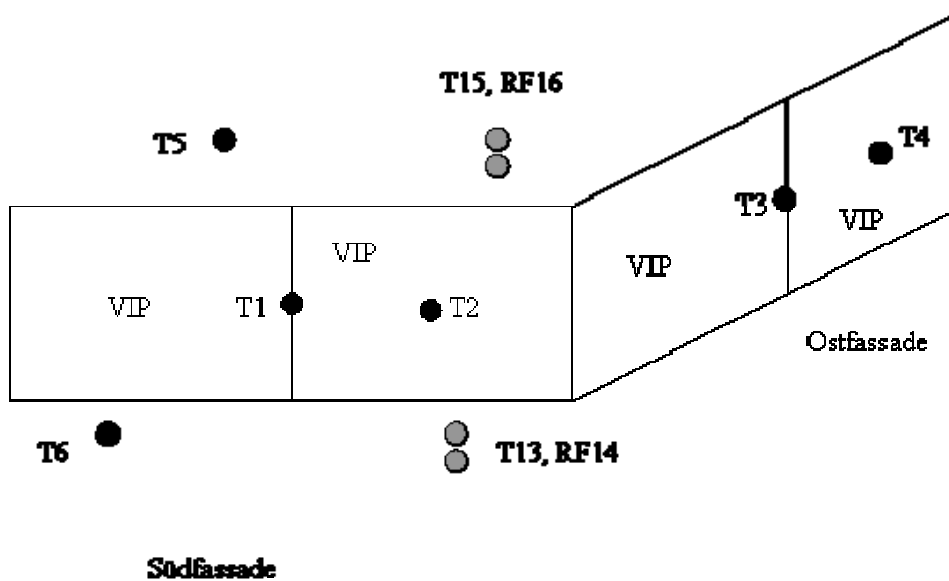 T15, RF16
T5
T4
T3
VIP
VIP
VIP
VIP
T1
T2
Ostfassade
T6
T13, RF14
Südfassade